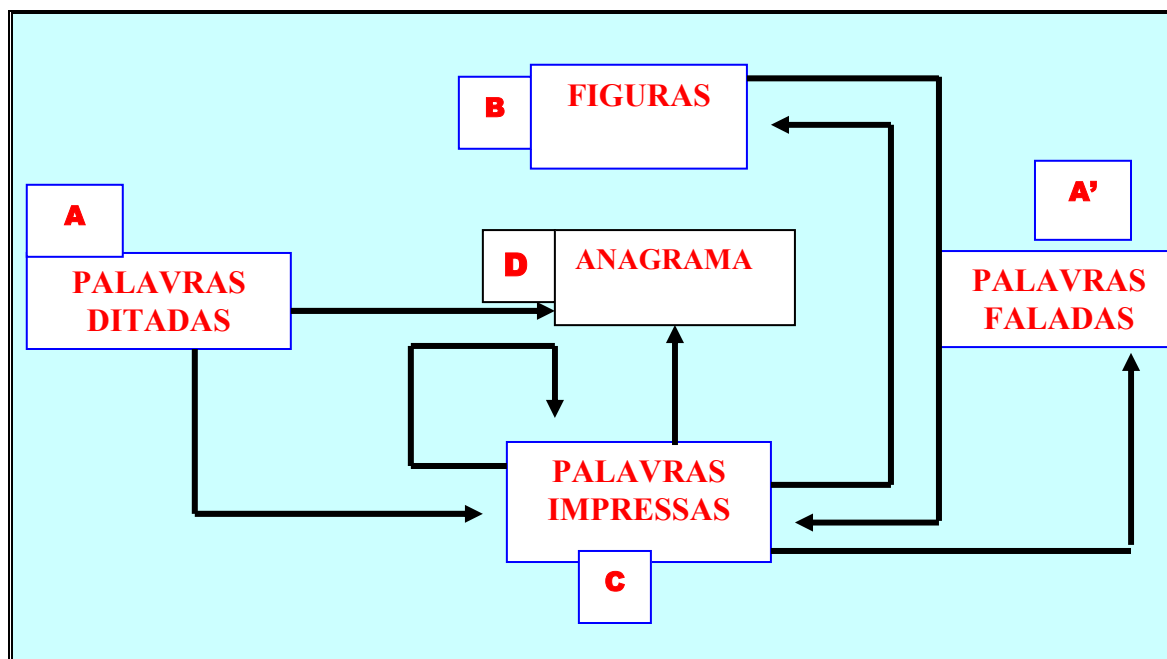 B
FIGURAS
A
A’
D
ANAGRAMA
PALAVRAS
DITADAS
PALAVRAS
FALADAS
PALAVRAS
IMPRESSAS
C